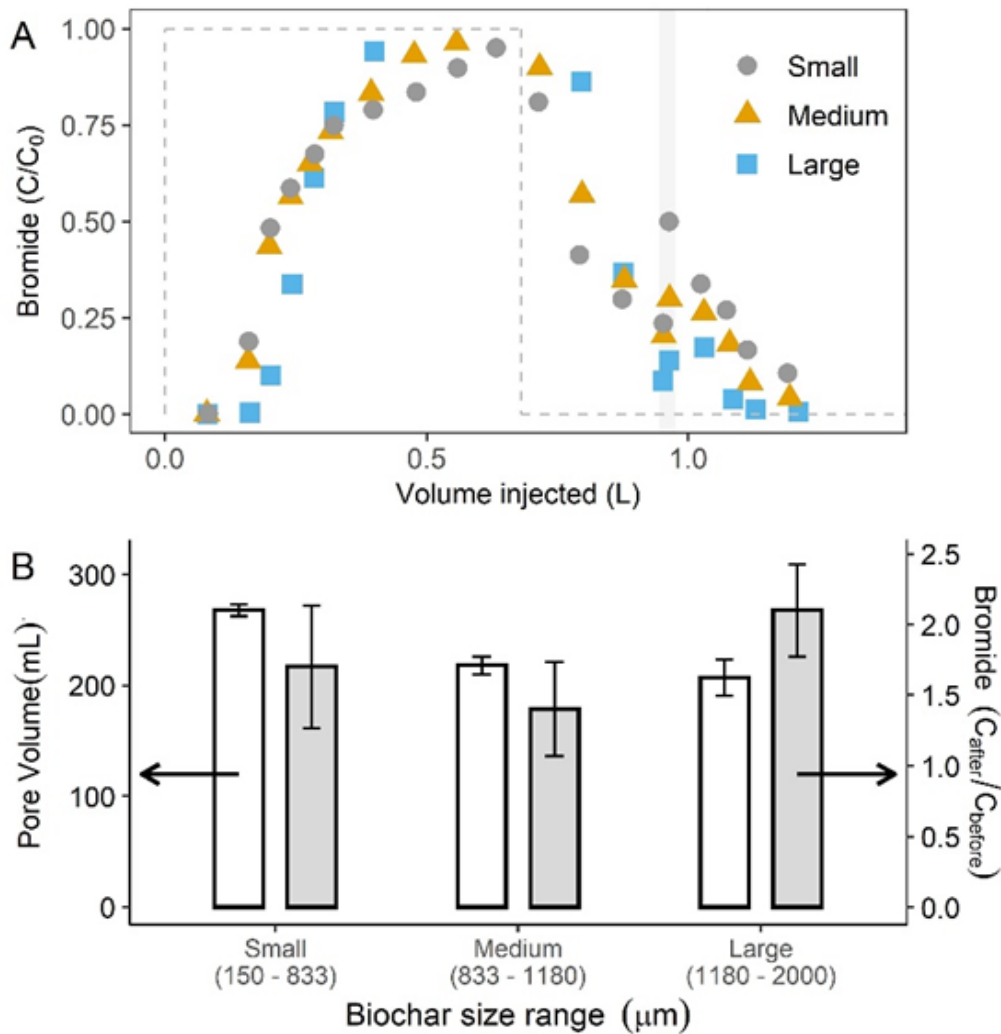 A
1.00
0.75
0.50
0.25
0.00
Bromide (C/C₀)
Small
Medium
Large
0.0 0.5 1.0
Volume injected (L)
B
300
200
100
0
Pore Volume(mL)
2.5
2.0
1.5
1.0
0.5
0.0
Bromide (C_after/C_before)
Small Medium Large
(150 - 833) (833 - 1180) (1180 - 2000)
Biochar size range (μm)